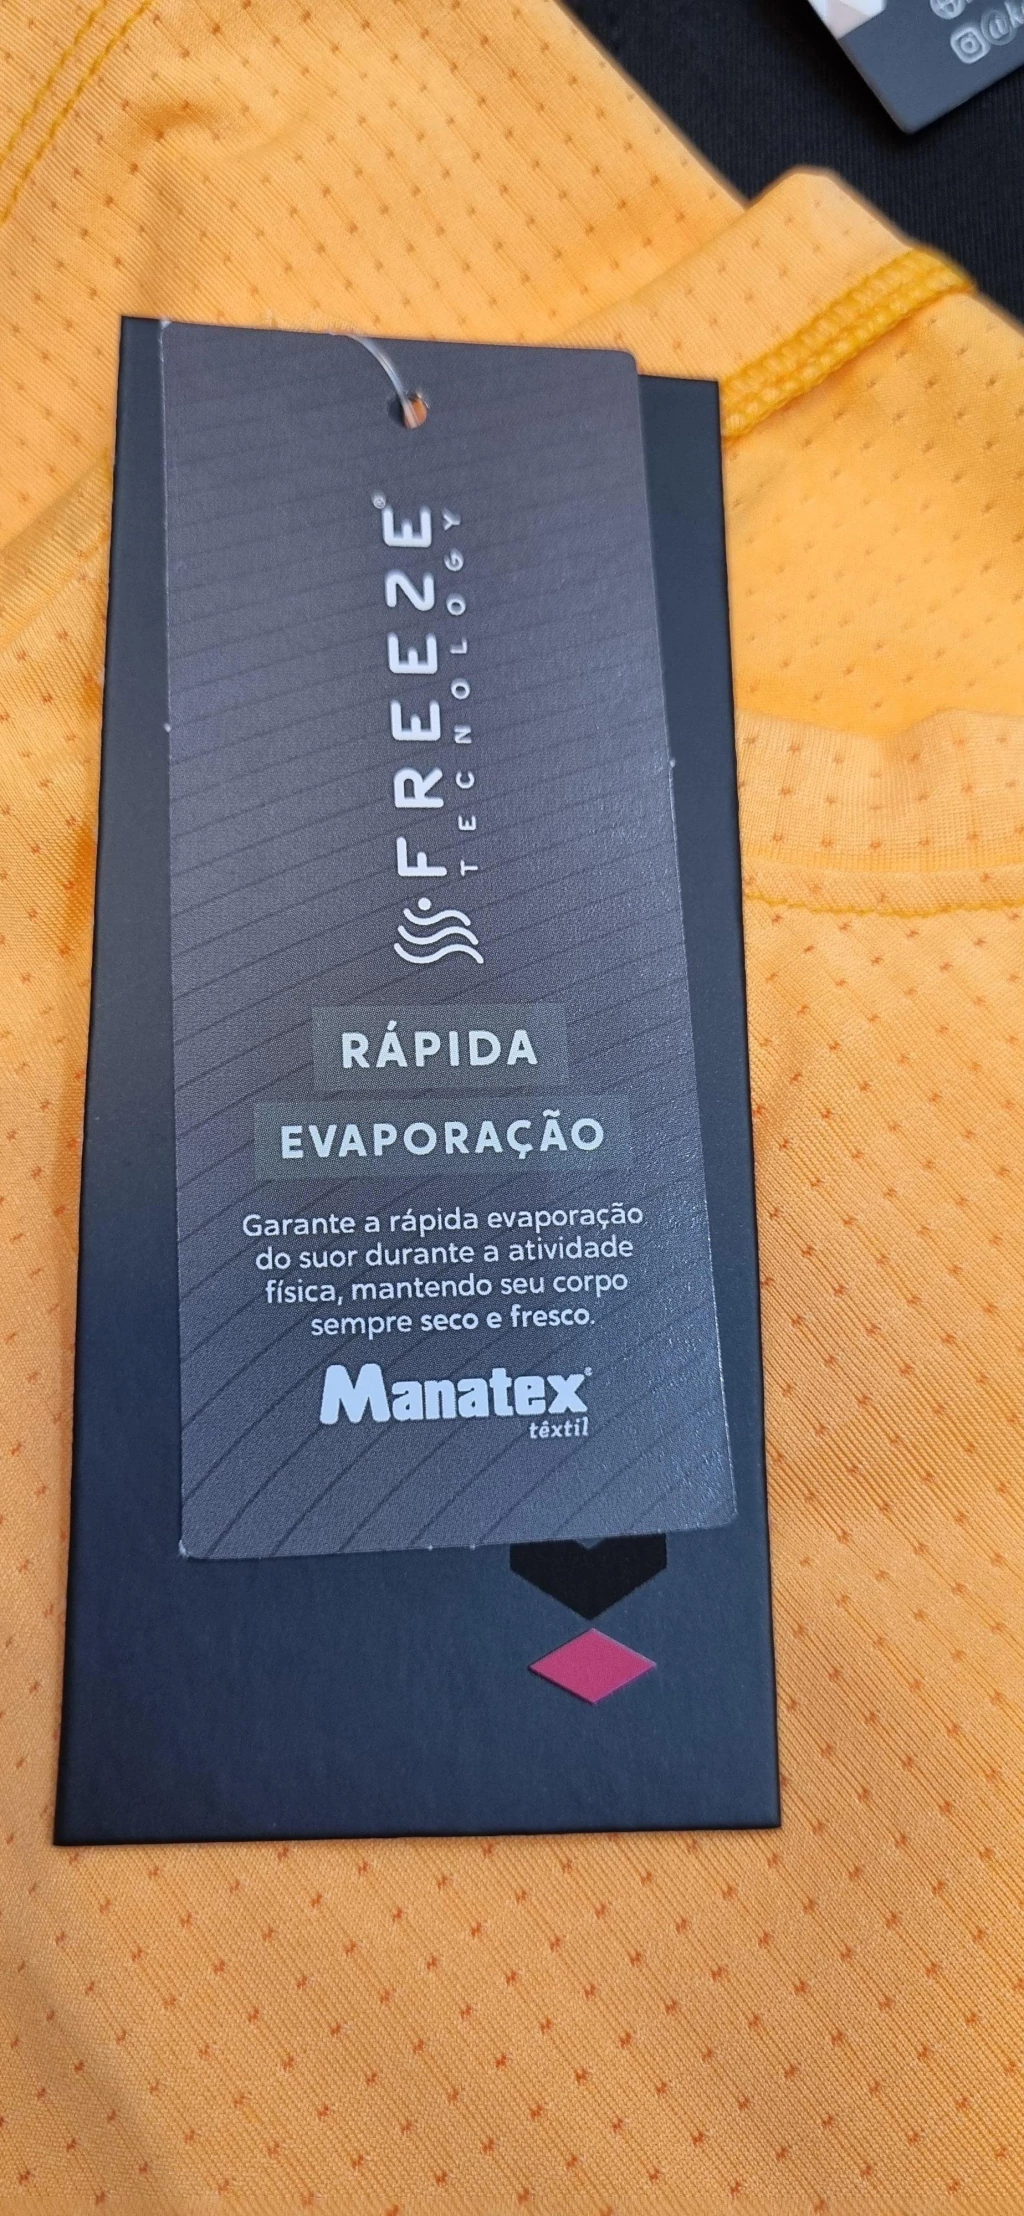 FREEZE®
TECHNOLOGY
RÁPIDA
EVAPORAÇÃO
Garante a rápida evaporação
do suor durante a atividade
física, mantendo seu corpo
sempre seco e fresco.
Manatex®
têxtil